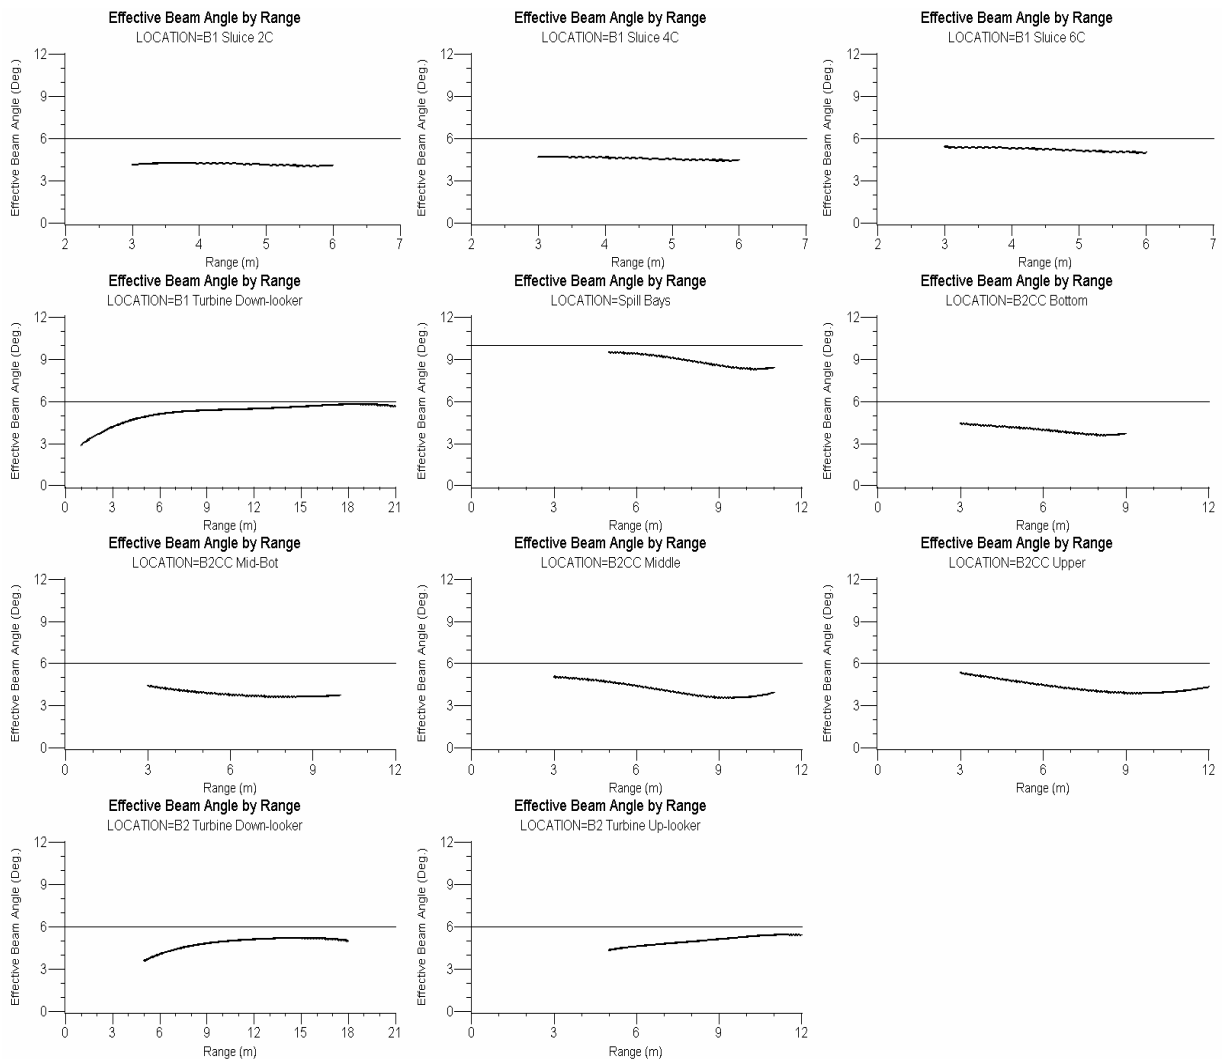 Effective Beam Angle by Range
LOCATION=B1 Sluice 2C
Effective Beam Angle (Deg.)
12
9
6
3
0
2 3 4 5 6 7
Range (m)
Effective Beam Angle by Range
LOCATION=B1 Sluice 4C
Effective Beam Angle (Deg.)
12
9
6
3
0
2 3 4 5 6 7
Range (m)
Effective Beam Angle by Range
LOCATION=B1 Sluice 6C
Effective Beam Angle (Deg.)
12
9
6
3
0
2 3 4 5 6 7
Range (m)
Effective Beam Angle by Range
LOCATION=B1 Turbine Down-looker
Effective Beam Angle (Deg.)
12
9
6
3
0
0 3 6 9 12 15 18 21
Range (m)
Effective Beam Angle by Range
LOCATION=Spill Bays
Effective Beam Angle (Deg.)
12
9
6
3
0
0 3 6 9 12
Range (m)
Effective Beam Angle by Range
LOCATION=B2CC Bottom
Effective Beam Angle (Deg.)
12
9
6
3
0
0 3 6 9 12
Range (m)
Effective Beam Angle by Range
LOCATION=B2CC Mid-Bot
Effective Beam Angle (Deg.)
12
9
6
3
0
0 3 6 9 12
Range (m)
Effective Beam Angle by Range
LOCATION=B2CC Middle
Effective Beam Angle (Deg.)
12
9
6
3
0
0 3 6 9 12
Range (m)
Effective Beam Angle by Range
LOCATION=B2CC Upper
Effective Beam Angle (Deg.)
12
9
6
3
0
0 3 6 9 12
Range (m)
Effective Beam Angle by Range
LOCATION=B2 Turbine Down-looker
Effective Beam Angle (Deg.)
12
9
6
3
0
0 3 6 9 12 15 18 21
Range (m)
Effective Beam Angle by Range
LOCATION=B2 Turbine Up-looker
Effective Beam Angle (Deg.)
12
9
6
3
0
0 3 6 9 12
Range (m)